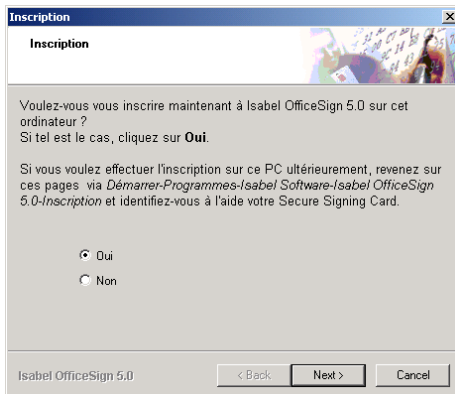 Inscription
Inscription
Voulez-vous vous inscrire maintenant à Isabel OfficeSign 5.0 sur cet
ordinateur ?
Si tel est le cas, cliquez sur Oui.
Si vous voulez effectuer l'inscription sur ce PC ultérieurement, revenez sur
ces pages via Démarrer-Programmes-Isabel Software-Isabel OfficeSign
5.0-Inscription et identifiez-vous à l'aide votre Secure Signing Card.
Oui
Non
Isabel OfficeSign 5.0
< Back
Next >
Cancel